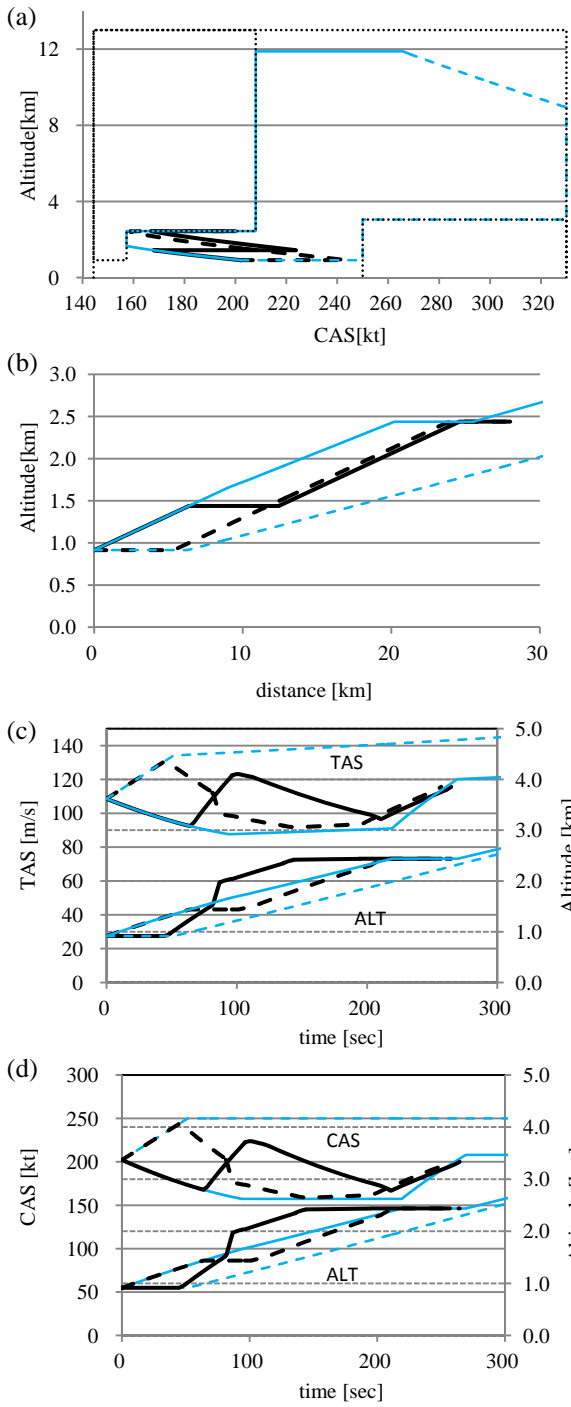 (a)
12
8
4
0
Altitude[km]
140 160 180 200 220 240 260 280 300 320
CAS[kt]
(b)
3.0
2.5
2.0
1.5
1.0
0.5
0.0
Altitude[km]
0 10 20 30
distance [km]
(c)
140 5.0
120 4.0
100 3.0
80
60 2.0
40 1.0
20
0 0.0
TAS [m/s]
Altitude [km]
TAS
ALT
0 100 200 300
time [sec]
(d)
300 5.0
250 4.0
200 3.0
150
100 2.0
50 1.0
0 0.0
CAS [kt]
CAS
ALT
0 100 200 300
time [sec]